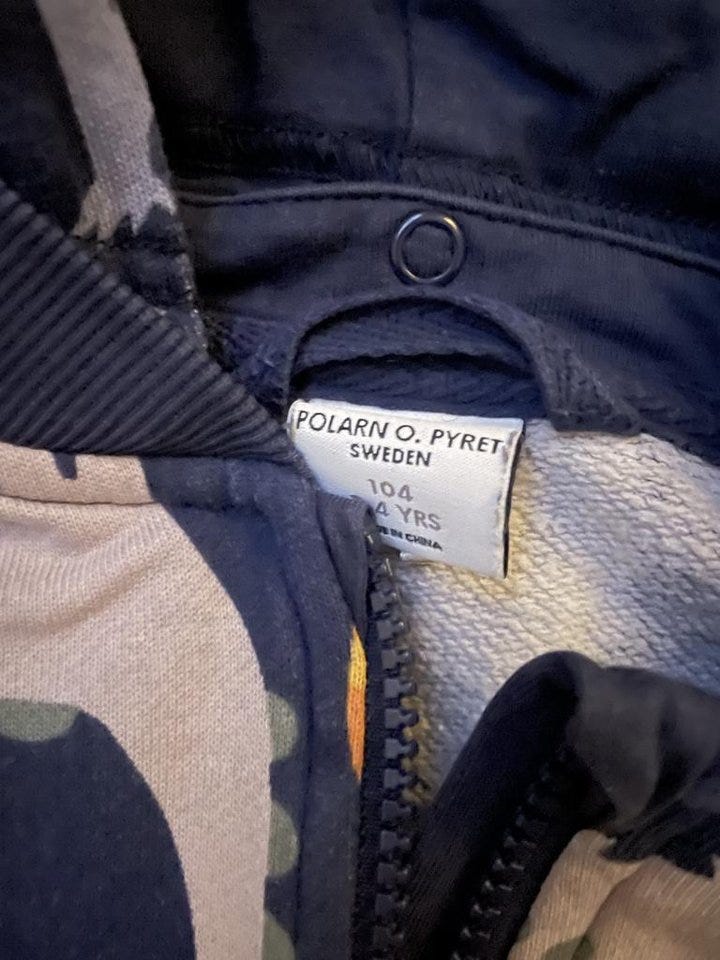 POLARN O. PYRET
SWEDEN
104
4 YRS
IN CHINA